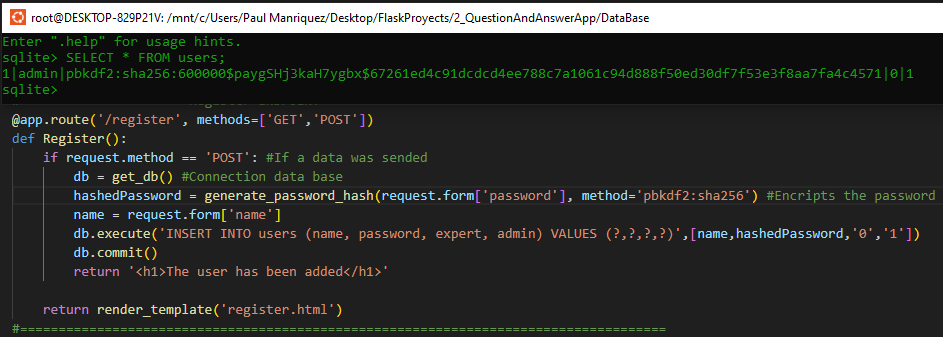 root@DESKTOP-829P21V: /mnt/c/Users/Paul Manriquez/Desktop/FlaskProyects/2_QuestionAndAnswerApp/DataBase
Enter ".help" for usage hints.
sqlite> SELECT * FROM users;
1|admin|pbkdf2:sha256:600000$paygSHj3kaH7ygbx$67261ed4c91dcdcd4ee788c7a1061c94d888f50ed30df7f53e3f8aa7fa4c4571|0|1
sqlite>
@app.route('/register', methods=['GET','POST'])
def Register():
    if request.method == 'POST': #If a data was sended
        db = get_db() #Connection data base
        hashedPassword = generate_password_hash(request.form['password'], method='pbkdf2:sha256') #Encripts the password
        name = request.form['name']
        db.execute('INSERT INTO users (name, password, expert, admin) VALUES (?,?,?,?)',[name,hashedPassword,'0','1'])
        db.commit()
        return '<h1>The user has been added</h1>'
    return render_template('register.html')
#======================================================================